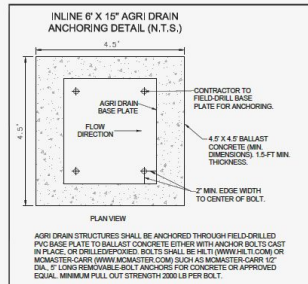 INLINE 6' X 15" AGRI DRAIN
ANCHORING DETAIL (N.T.S.)
4.5'
4.5'
CONTRACTOR TO
FIELD-DRILL BASE
PLATE FOR ANCHORING.
AGRI DRAIN
BASE PLATE
FLOW
DIRECTION
4.5' X 4.5' BALLAST
CONCRETE (MIN.
DIMENSIONS). 1.5-FT MIN.
THICKNESS.
2" MIN. EDGE WIDTH
TO CENTER OF BOLT.
PLAN VIEW
AGRI DRAIN STRUCTURES SHALL BE ANCHORED THROUGH FIELD-DRILLED
PVC BASE PLATE TO BALLAST CONCRETE EITHER WITH ANCHOR BOLTS CAST
IN PLACE, OR DRILLED/EPOXIED. BOLTS SHALL BE HILTI (WWW.HILTI.COM) OR
MCMASTER-CARR (WWW.MCMASTER.COM) SUCH AS MCMASTER-CARR 1/2"
DIA., 5" LONG REMOVABLE-BOLT ANCHORS FOR CONCRETE OR APPROVED
EQUAL. MINIMUM PULL OUT STRENGTH 2000 LB PER BOLT.